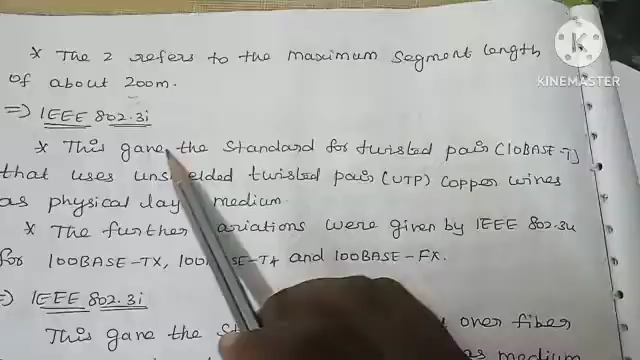 * The 2 refers to the maximum segment length
of about 200m.
=> IEEE 802.3i
* This gave the standard for twisted pair (10BASE-T)
that uses twisted pair (UTP) copper wires
as physical medium.
* The further were given by IEEE 802.3u
for 100BASE-TX, and 100BASE-FX.
=> IEEE 802.3i
This gave the over fiber
as medium
KINEMASTER